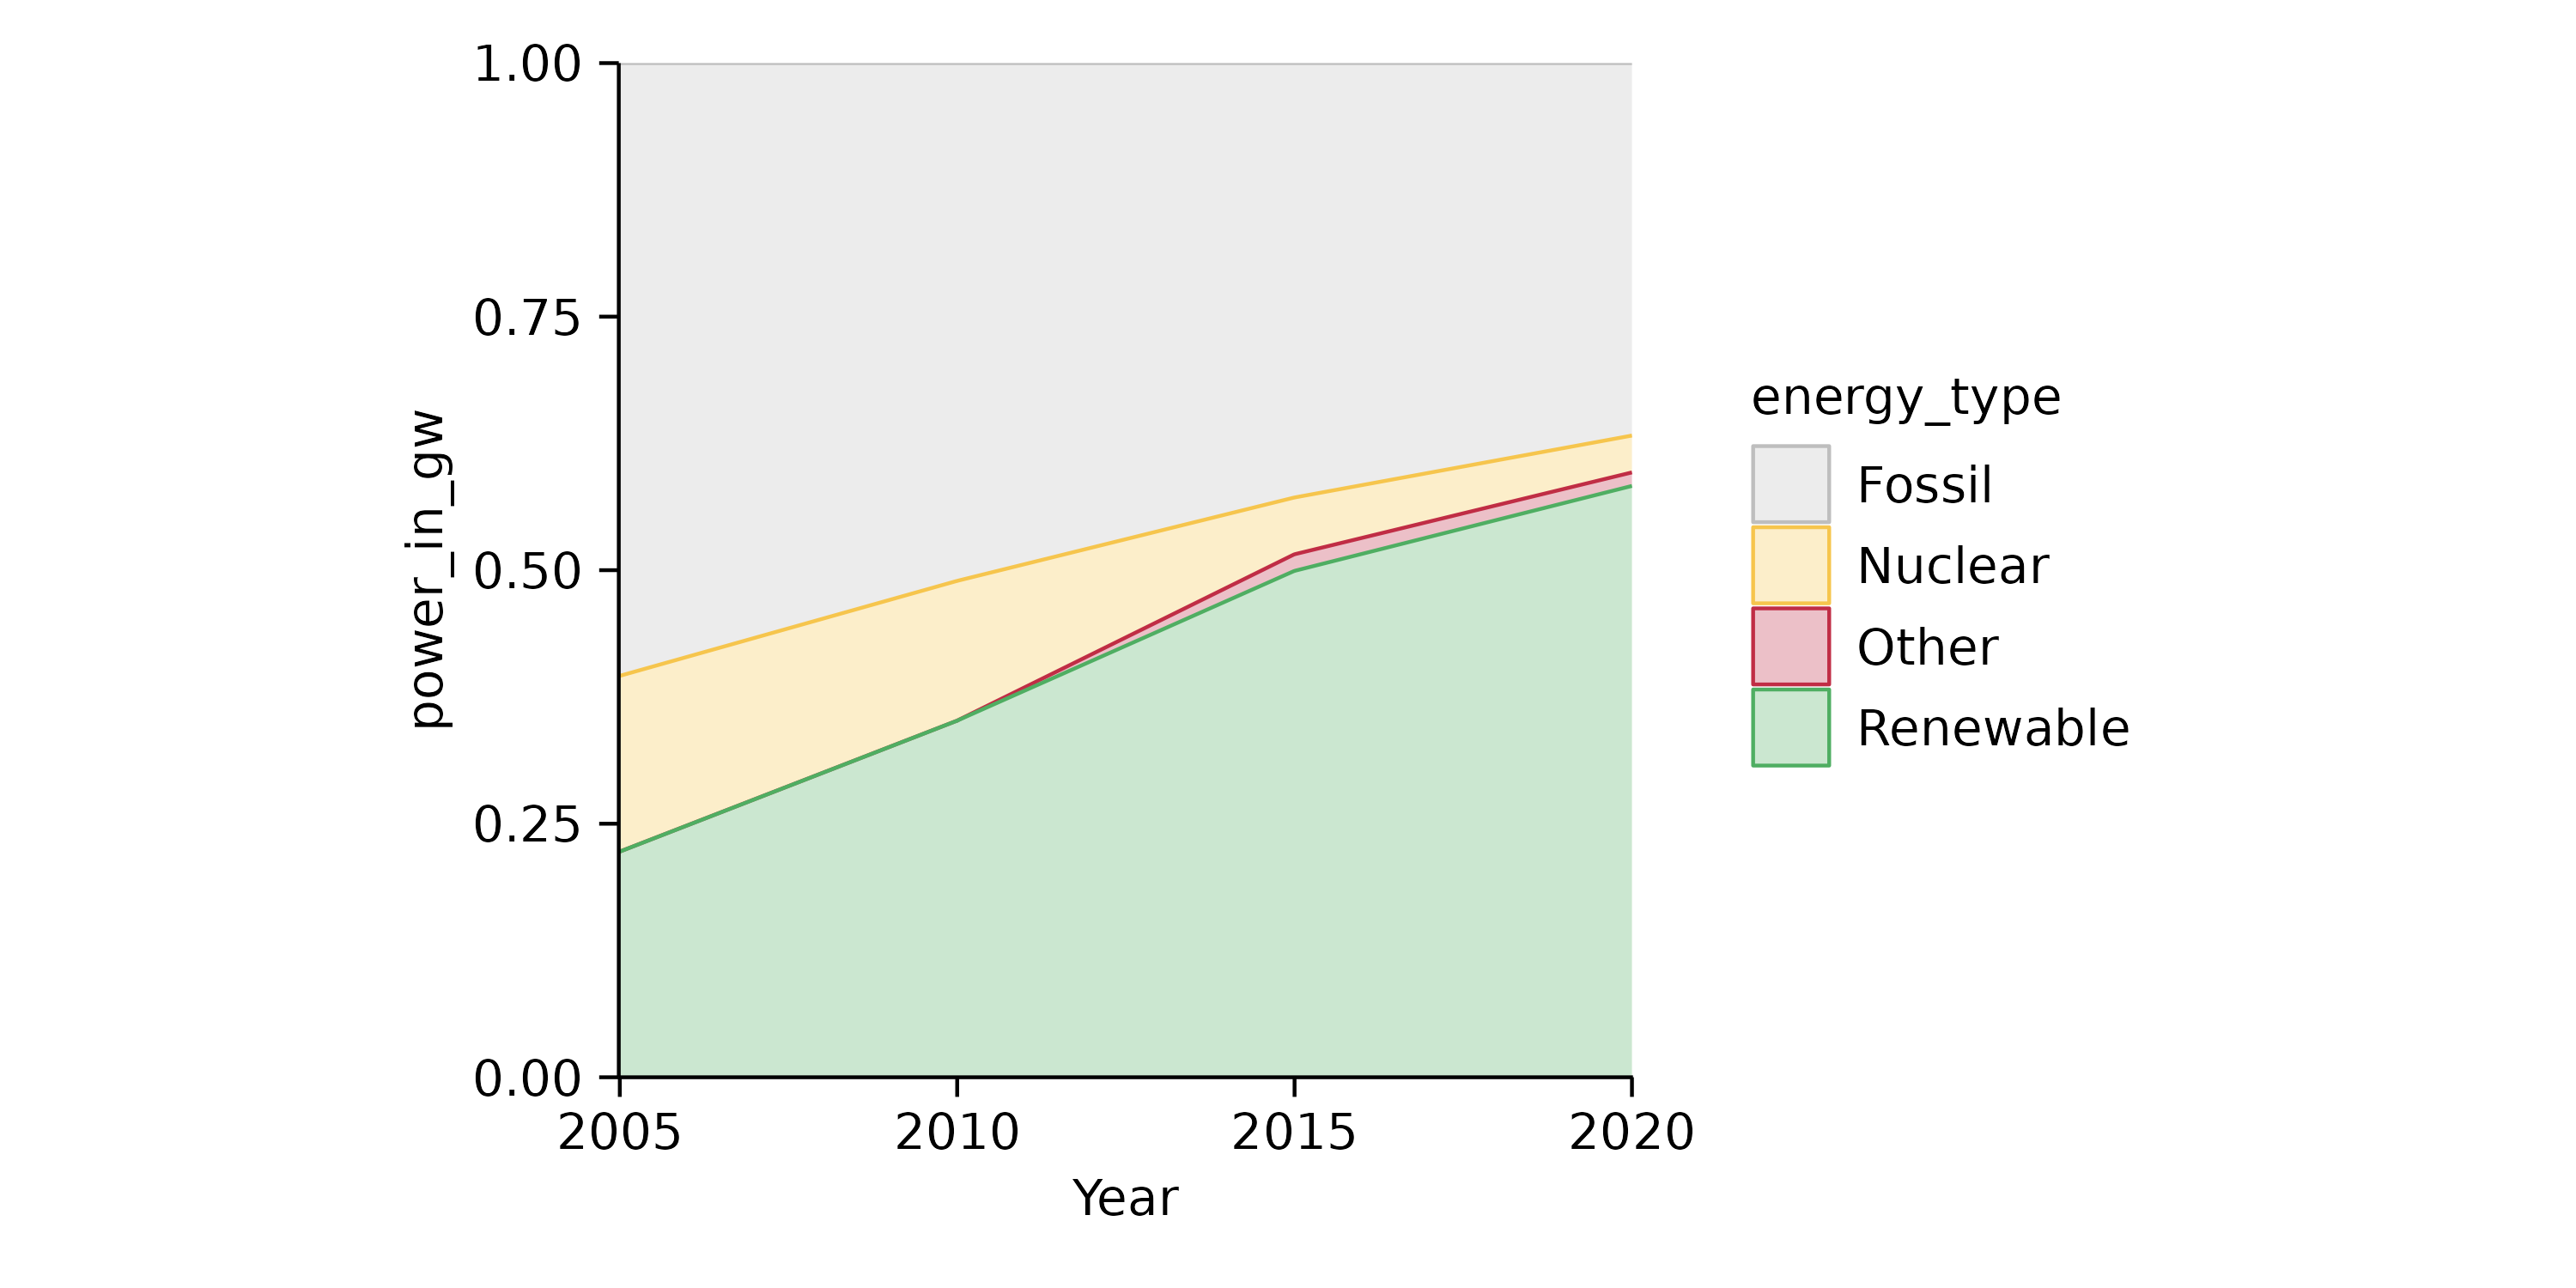 1.00
0.75
0.50
0.25
0.00
power_in_gw
2005 2010 2015 2020
Year
energy_type
Fossil
Nuclear
Other
Renewable